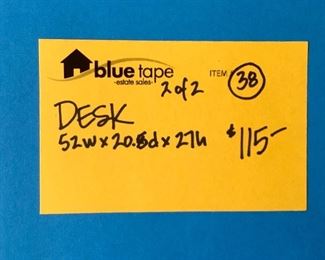 blue tape
-estate sales-
ITEM# 38
2 of 2
DESK
52w x 20.5d x 27h $115-